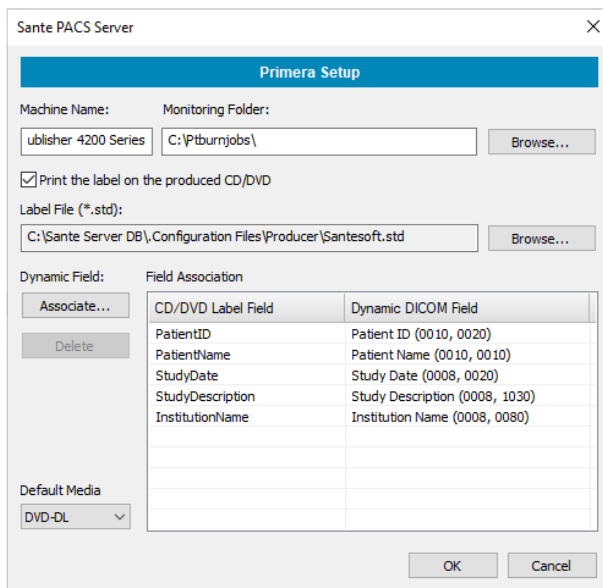 Sante PACS Server
Primera Setup
Machine Name: Monitoring Folder:
ublisher 4200 Series C:\Ptburnjobs\ Browse...
Print the label on the produced CD/DVD
Label File (*.std):
C:\Sante Server DB\.Configuration Files\Producer\Santesoft.std Browse...
Dynamic Field: Field Association
Associate... CD/DVD Label Field Dynamic DICOM Field
PatientID Patient ID (0010, 0020)
Delete PatientName Patient Name (0010, 0010)
StudyDate Study Date (0008, 0020)
StudyDescription Study Description (0008, 1030)
InstitutionName Institution Name (0008, 0080)
Default Media
DVD-DL
OK Cancel